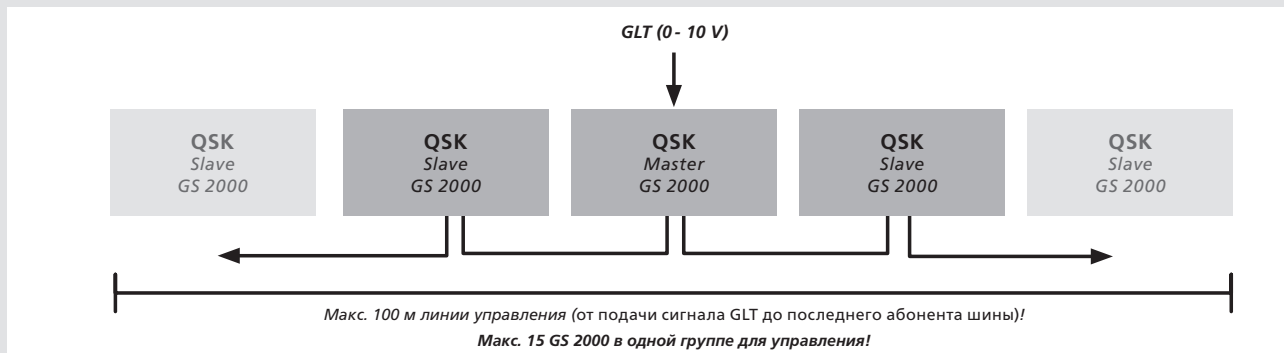 GLT (0 - 10 V)
QSK
Slave
GS 2000
QSK
Slave
GS 2000
QSK
Master
GS 2000
QSK
Slave
GS 2000
QSK
Slave
GS 2000
Макс. 100 м линии управления (от подачи сигнала GLT до последнего абонента шины)!
Макс. 15 GS 2000 в одной группе для управления!